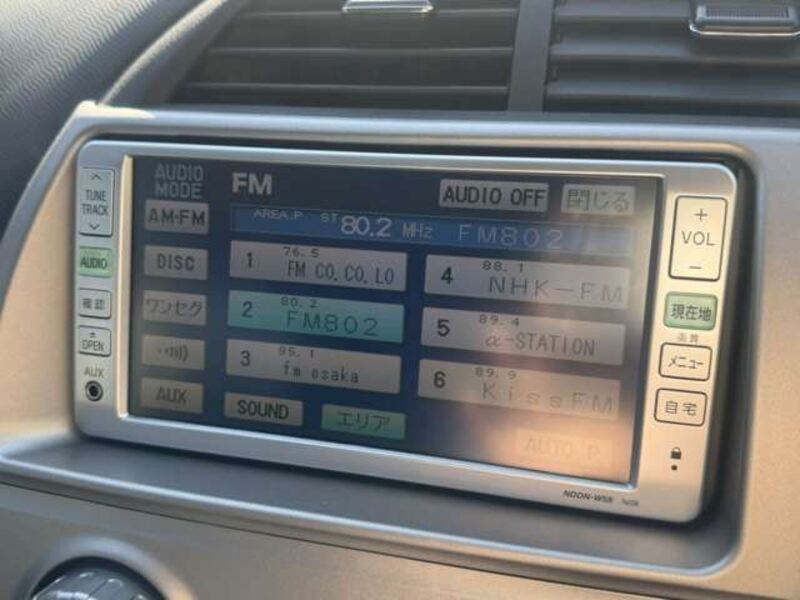 AUDIO MODE
FM
AUDIO OFF
閉じる
AREA.P ST 80.2 MHz FM802
AM-FM
DISC
ワンセグ
AUX
1 76.5 FM CO.CO.LO
2 80.2 FM802
3 85.1 fm osaka
4 88.1 NHK-FM
5 89.4 α-STATION
6 89.9 KissFM
SOUND
エリア
AUTO.P
TUNE
TRACK
AUDIO
確認
OPEN
AUX
+
VOL
−
現在地
画質
メニュー
自宅
NDDN-W58